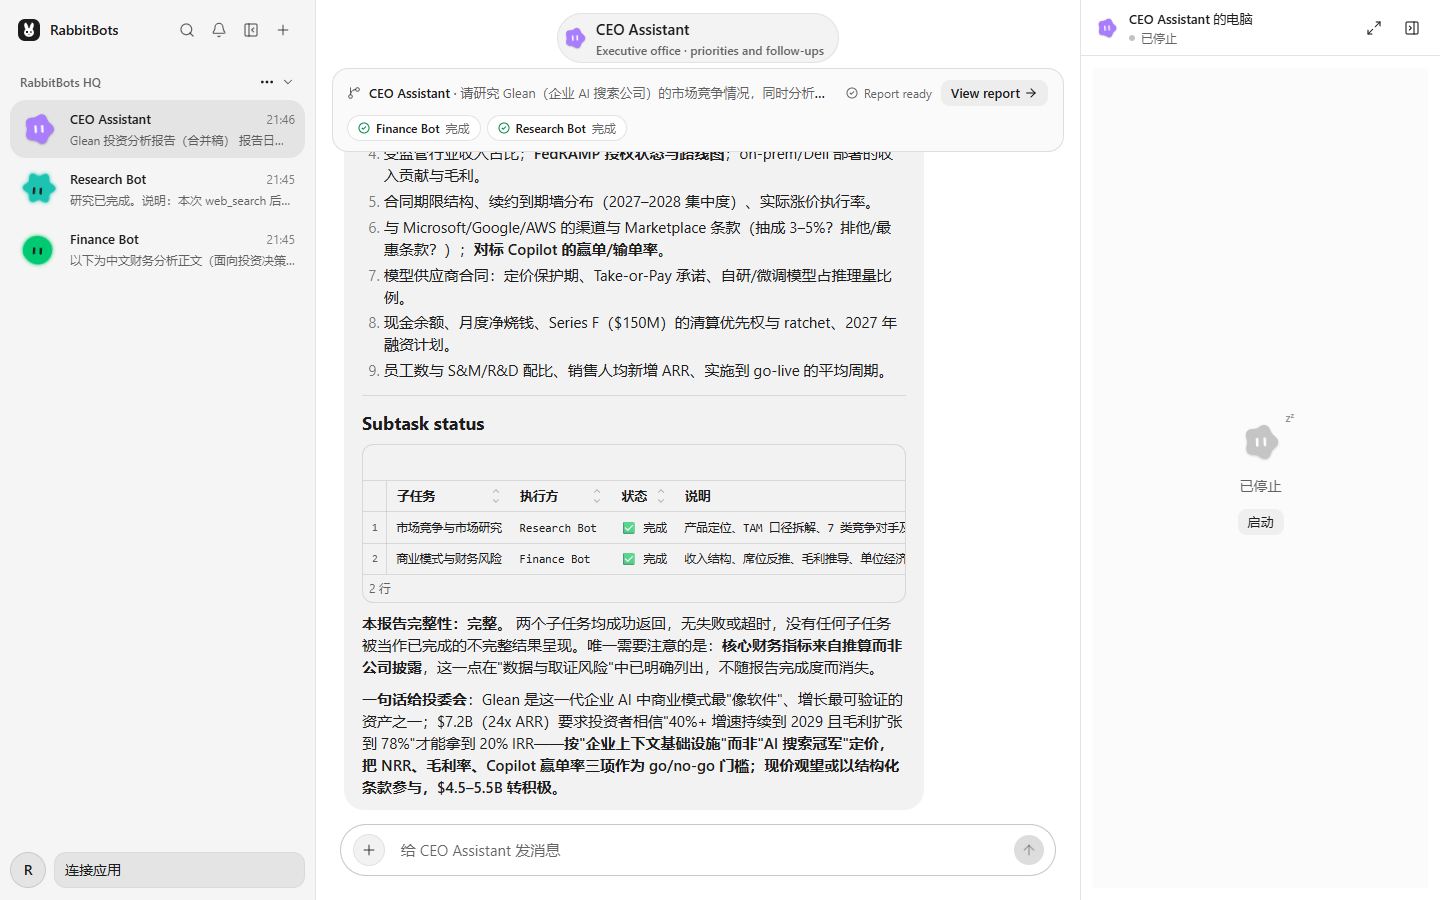 RabbitBots
RabbitBots HQ
CEO Assistant
21:46
Glean 投资分析报告（合并稿） 报告日...
Research Bot
21:45
研究已完成。说明：本次 web_search 后...
Finance Bot
21:45
以下为中文财务分析正文（面向投资决策...
R
连接应用
CEO Assistant
Executive office · priorities and follow-ups
CEO Assistant · 请研究 Glean（企业 AI 搜索公司）的市场竞争情况，同时分析...
Report ready
View report
Finance Bot 完成
Research Bot 完成
4. 受监管行业收入占比；FedRAMP 授权状态与路线图；on-prem/Dell 部署的收
入贡献与毛利。
5. 合同期限结构、续约到期墙分布（2027–2028 集中度）、实际涨价执行率。
6. 与 Microsoft/Google/AWS 的渠道与 Marketplace 条款（抽成 3–5%？排他/最
惠条款？）；对标 Copilot 的赢单/输单率。
7. 模型供应商合同：定价保护期、Take-or-Pay 承诺、自研/微调模型占推理量比
例。
8. 现金余额、月度净烧钱、Series F（$150M）的清算优先权与 ratchet、2027 年
融资计划。
9. 员工数与 S&M/R&D 配比、销售人均新增 ARR、实施到 go-live 的平均周期。
Subtask status
子任务 执行方 状态 说明
1 市场竞争与市场研究 Research Bot ✅ 完成 产品定位、TAM 口径拆解、7 类竞争对手及
2 商业模式与财务风险 Finance Bot ✅ 完成 收入结构、席位反推、毛利推导、单位经济
2 行
本报告完整性：完整。 两个子任务均成功返回，无失败或超时，没有任何子任务
被当作已完成的不完整结果呈现。唯一需要注意的是：核心财务指标来自推算而非
公司披露，这一点在"数据与取证风险"中已明确列出，不随报告完成度而消失。
一句话给投委会：Glean 是这一代企业 AI 中商业模式最"像软件"、增长最可验证的
资产之一；$7.2B（24x ARR）要求投资者相信"40%+ 增速持续到 2029 且毛利扩张
到 78%"才能拿到 20% IRR——按"企业上下文基础设施"而非"AI 搜索冠军"定价，
把 NRR、毛利率、Copilot 赢单率三项作为 go/no-go 门槛；现价观望或以结构化
条款参与，$4.5–5.5B 转积极。
给 CEO Assistant 发消息
CEO Assistant 的电脑
已停止
zz
已停止
启动